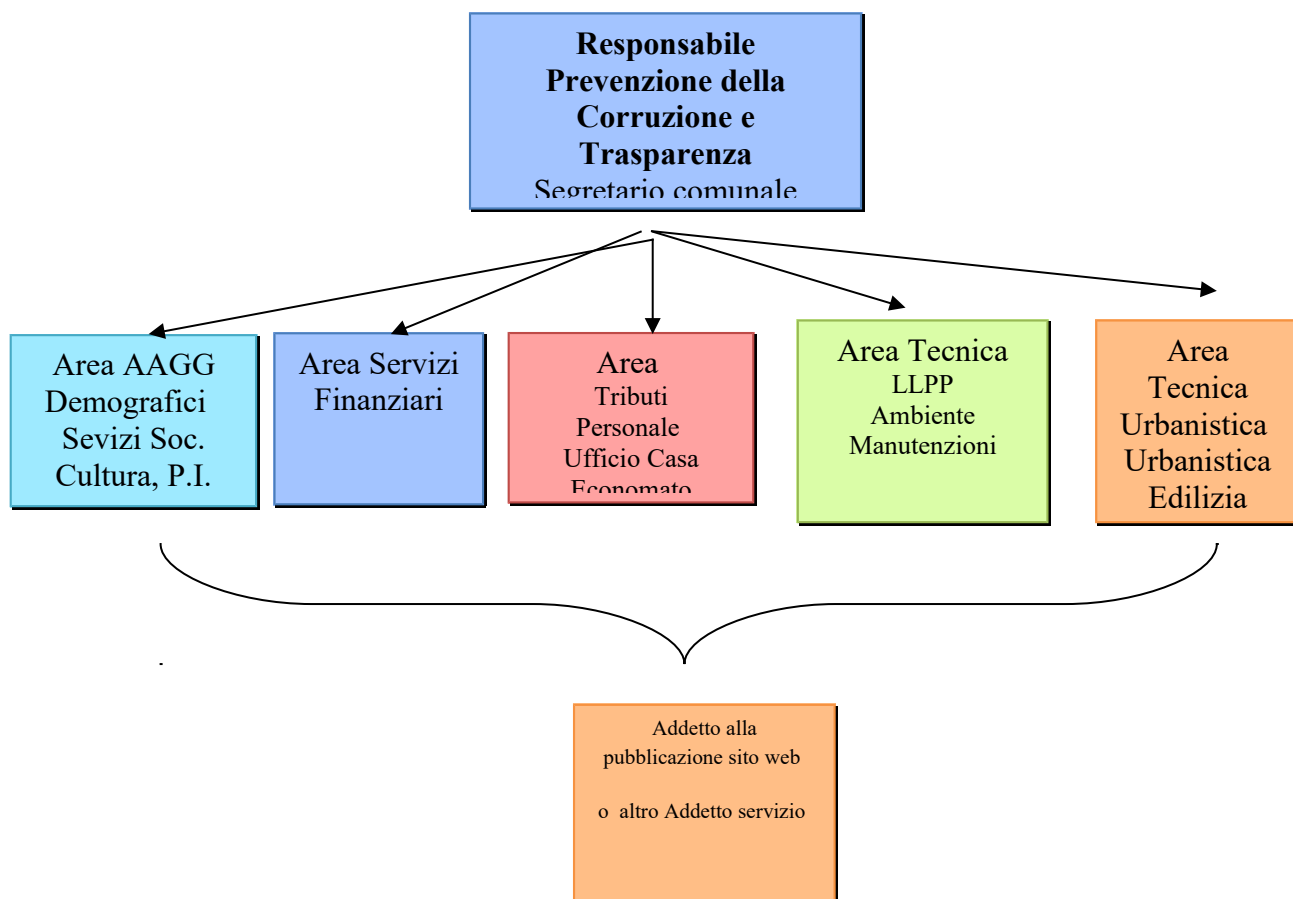 Responsabile
Prevenzione della
Corruzione e
Trasparenza
Segretario comunale
Area AAGG
Demografici
Sevizi Soc.
Cultura, P.I.
Area Servizi
Finanziari
Area
Tributi
Personale
Ufficio Casa
Economato
Area Tecnica
LLPP
Ambiente
Manutenzioni
Area
Tecnica
Urbanistica
Urbanistica
Edilizia
Addetto alla
pubblicazione sito web
o altro Addetto servizio